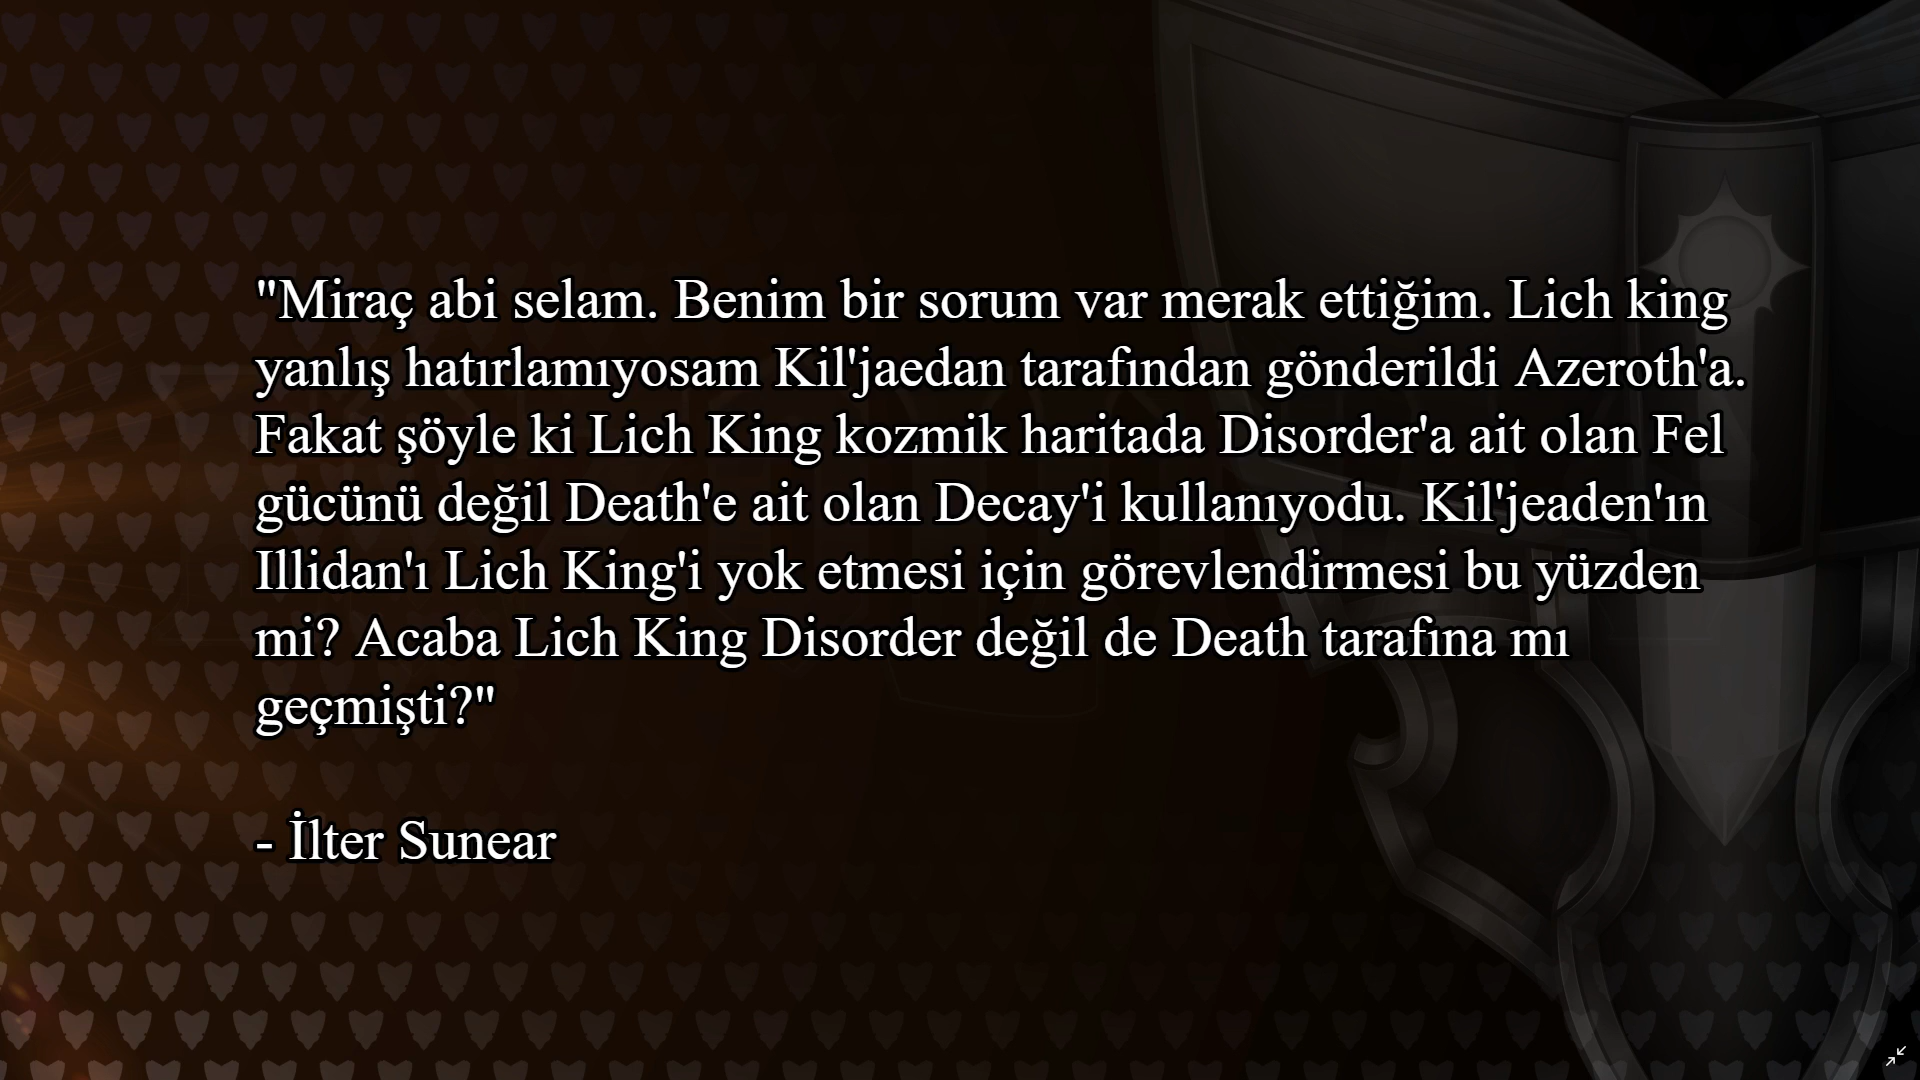 "Miraç abi selam. Benim bir sorum var merak ettiğim. Lich king
yanlış hatırlamıyosam Kil'jaedan tarafından gönderildi Azeroth'a.
Fakat şöyle ki Lich King kozmik haritada Disorder'a ait olan Fel
gücünü değil Death'e ait olan Decay'i kullanıyodu. Kil'jeaden'ın
Illidan'ı Lich King'i yok etmesi için görevlendirmesi bu yüzden
mi? Acaba Lich King Disorder değil de Death tarafına mı
geçmişti?"
- İlter Sunear